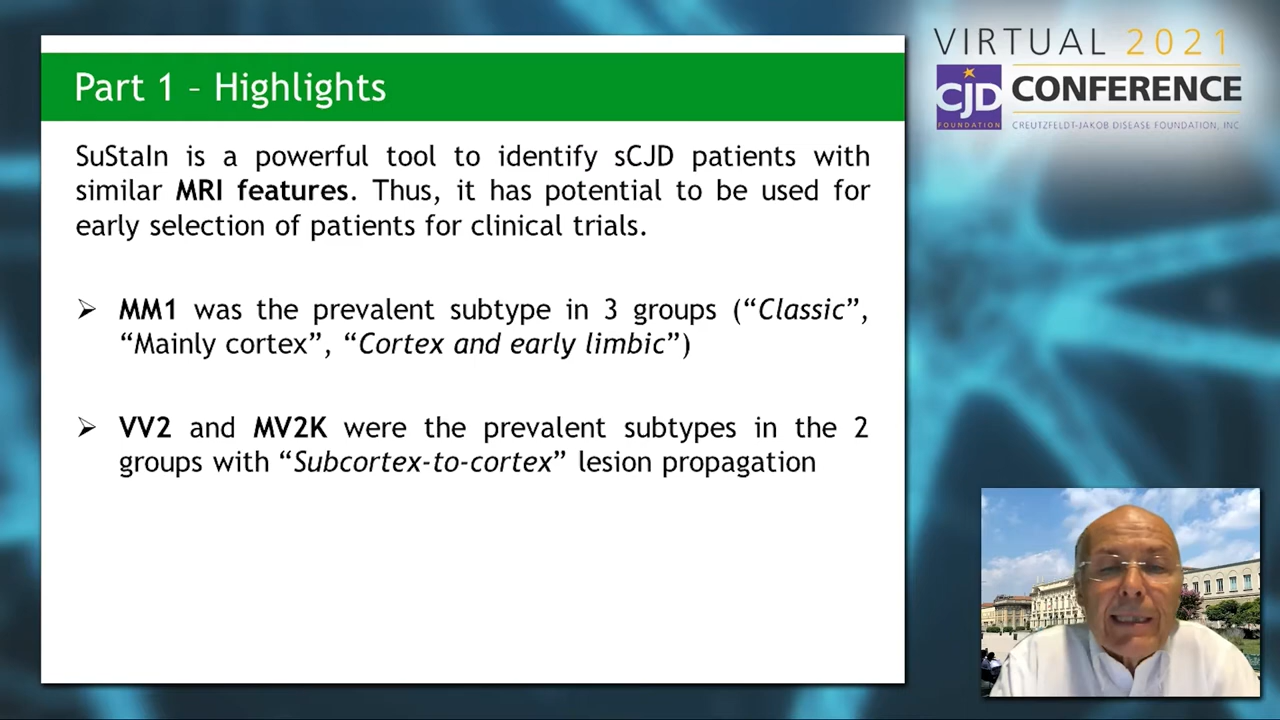 Part 1 – Highlights
SuStaIn is a powerful tool to identify sCJD patients with
similar MRI features. Thus, it has potential to be used for
early selection of patients for clinical trials.
➢ MM1 was the prevalent subtype in 3 groups (“Classic”,
“Mainly cortex”, “Cortex and early limbic”)
➢ VV2 and MV2K were the prevalent subtypes in the 2
groups with “Subcortex-to-cortex” lesion propagation
VIRTUAL 2021
CJD
FOUNDATION
CONFERENCE
CREUTZFELDT-JAKOB DISEASE FOUNDATION, INC